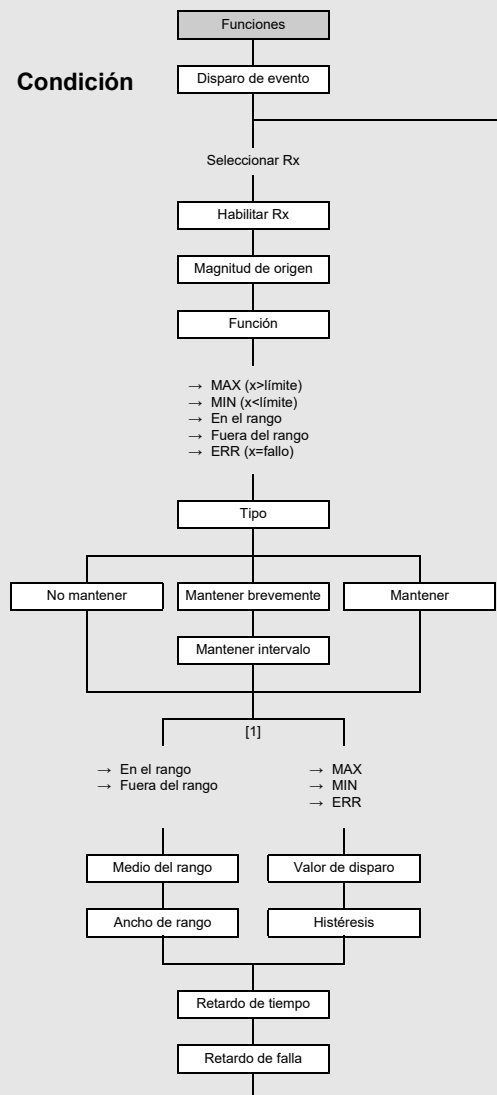 Funciones
Condición
Disparo de evento
Seleccionar Rx
Habilitar Rx
Magnitud de origen
Función
→ MAX (x>límite)
→ MIN (x<límite)
→ En el rango
→ Fuera del rango
→ ERR (x=fallo)
Tipo
No mantener
Mantener brevemente
Mantener
Mantener intervalo
[1]
→ En el rango
→ Fuera del rango
→ MAX
→ MIN
→ ERR
Medio del rango
Valor de disparo
Ancho de rango
Histéresis
Retardo de tiempo
Retardo de falla